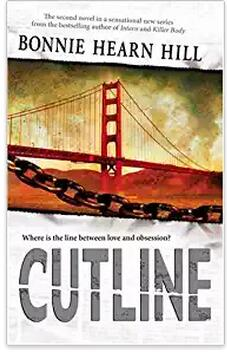 The second novel in a sensational new series
from the bestselling author of Intern and Killer Body
BONNIE HEARN HILL
Where is the line between love and obsession?
CUTLINE